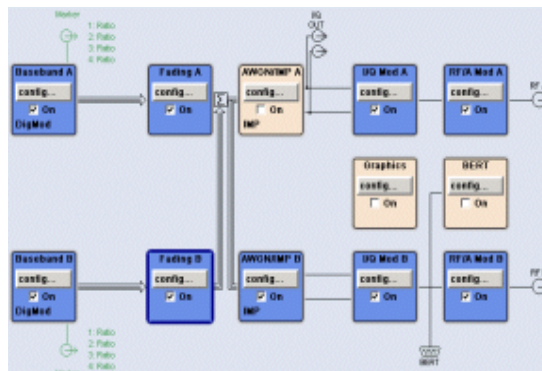 Marker
1: Ratio
2: Ratio
3: Ratio
4: Ratio
I/Q
OUT
Baseband A
config...
On
DigMod
Fading A
config...
On
Σ
AWGN/IMP A
config...
On
IMP
I/Q Mod A
config...
On
RF/A Mod A
config...
On
RF
Graphics
config...
On
BERT
config...
On
Baseband B
config...
On
DigMod
Fading B
config...
On
AWGN/IMP B
config...
On
IMP
I/Q Mod B
config...
On
RF/A Mod B
config...
On
RF
1: Ratio
2: Ratio
3: Ratio
4: Ratio
BERT